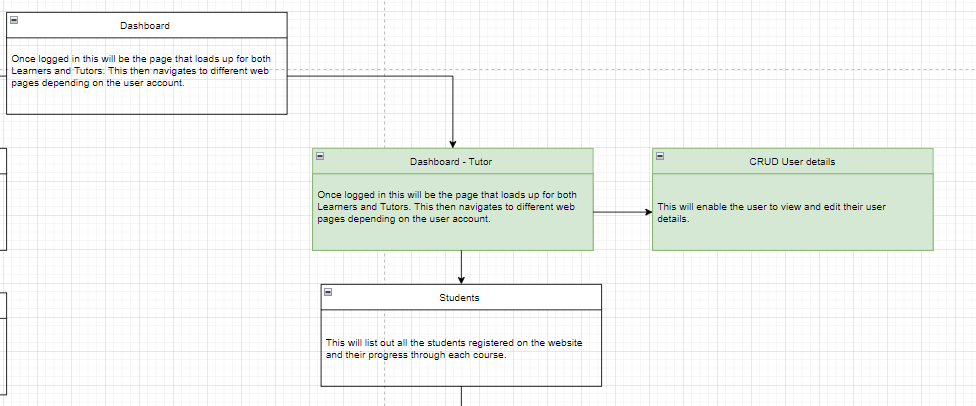 Dashboard
Once logged in this will be the page that loads up for both
Learners and Tutors. This then navigates to different web
pages depending on the user account.
Dashboard - Tutor
Once logged in this will be the page that loads up for both
Learners and Tutors. This then navigates to different web
pages depending on the user account.
CRUD User details
This will enable the user to view and edit their user
details.
Students
This will list out all the students registered on the website
and their progress through each course.